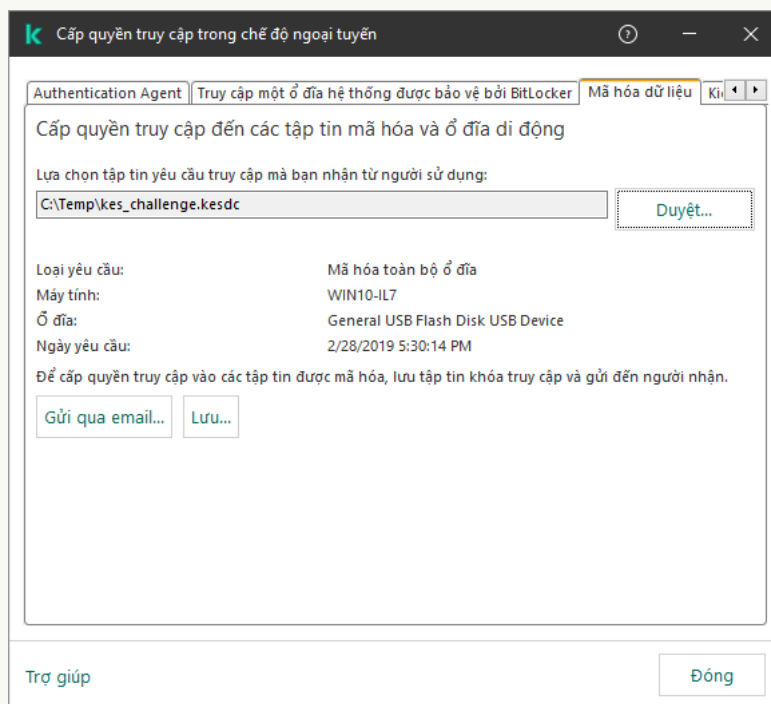 Cấp quyền truy cập trong chế độ ngoại tuyến
Authentication Agent Truy cập một ổ đĩa hệ thống được bảo vệ bởi BitLocker Mã hóa dữ liệu
Cấp quyền truy cập đến các tập tin mã hóa và ổ đĩa di động
Lựa chọn tập tin yêu cầu truy cập mà bạn nhận từ người sử dụng:
C:\Temp\kes_challenge.kesdc
Duyệt...
Loại yêu cầu: Mã hóa toàn bộ ổ đĩa
Máy tính: WIN10-IL7
Ổ đĩa: General USB Flash Disk USB Device
Ngày yêu cầu: 2/28/2019 5:30:14 PM
Để cấp quyền truy cập vào các tập tin được mã hóa, lưu tập tin khóa truy cập và gửi đến người nhận.
Gửi qua email... Lưu...
Trợ giúp
Đóng